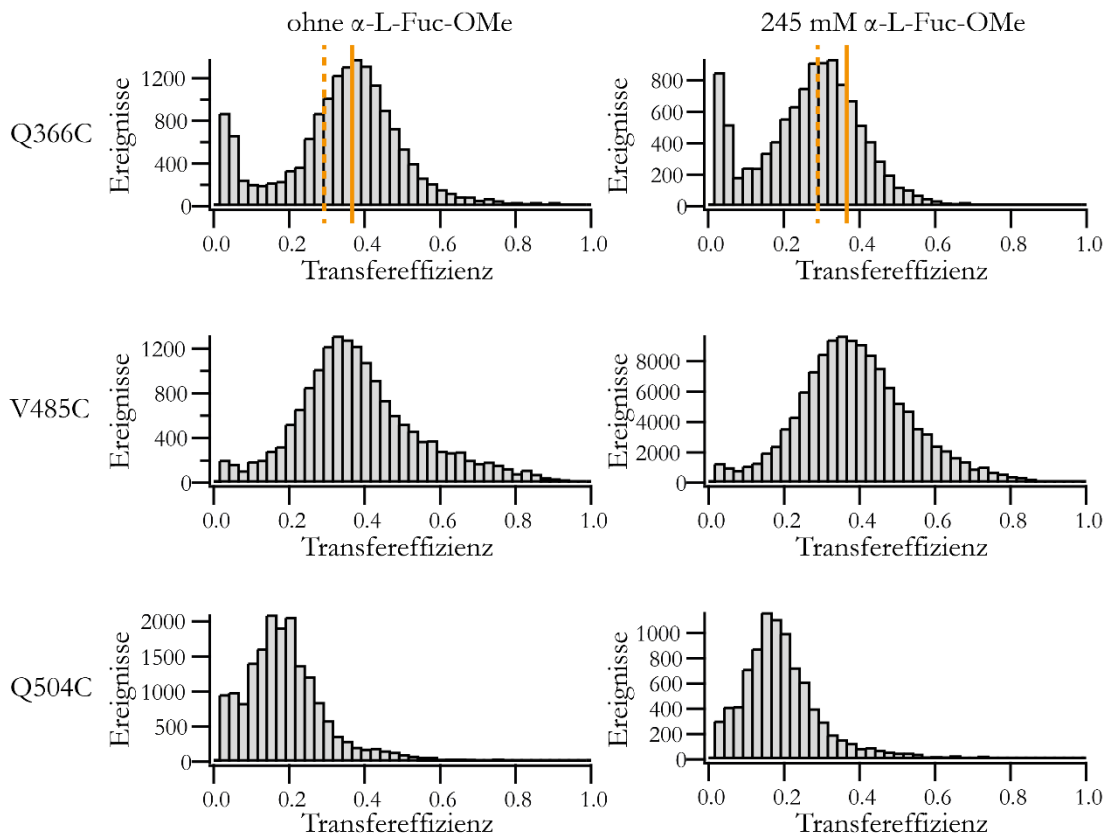 ohne α-L-Fuc-OMe
245 mM α-L-Fuc-OMe
Q366C
Ereignisse
1200
800
400
0
0.0 0.2 0.4 0.6 0.8 1.0
Transfereffizienz
Ereignisse
800
600
400
200
0
0.0 0.2 0.4 0.6 0.8 1.0
Transfereffizienz
V485C
Ereignisse
1200
800
400
0
0.0 0.2 0.4 0.6 0.8 1.0
Transfereffizienz
Ereignisse
8000
6000
4000
2000
0
0.0 0.2 0.4 0.6 0.8 1.0
Transfereffizienz
Q504C
Ereignisse
2000
1500
1000
500
0
0.0 0.2 0.4 0.6 0.8 1.0
Transfereffizienz
Ereignisse
1000
800
600
400
200
0
0.0 0.2 0.4 0.6 0.8 1.0
Transfereffizienz